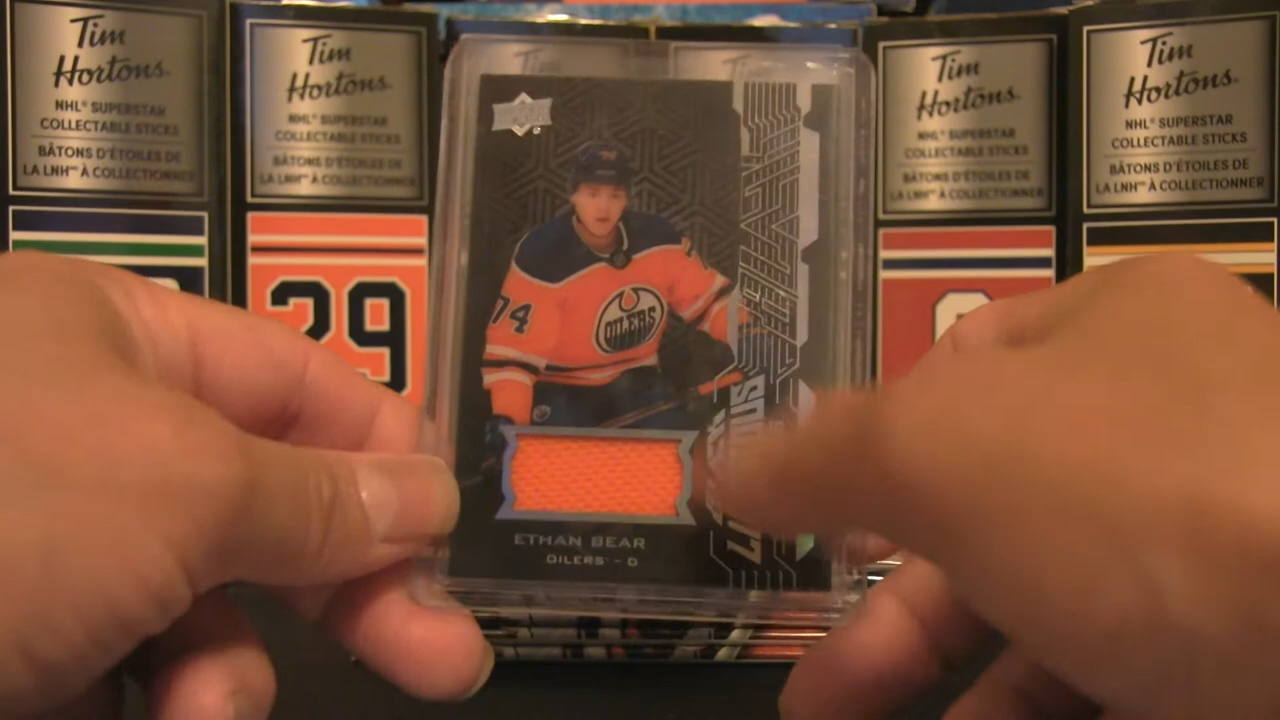 Tim
Hortons
NHL® SUPERSTAR
COLLECTABLE STICKS
BÂTONS D'ÉTOILES DE
LA LNH™ À COLLECTIONNER
Tim
Hortons
NHL® SUPERSTAR
COLLECTABLE STICKS
BÂTONS D'ÉTOILES DE
LA LNH™ À COLLECTIONNER
29
74
74
OILERS
ETHAN BEAR
OILERS™ - D
Tim
Hortons
NHL® SUPERSTAR
COLLECTABLE STICKS
BÂTONS D'ÉTOILES DE
LA LNH™ À COLLECTIONNER
Tim
Hortons
NHL® SUPERSTAR
COLLECTABLE STICKS
BÂTONS D'ÉTOILES DE
LA LNH™ À COLLECTIONNER